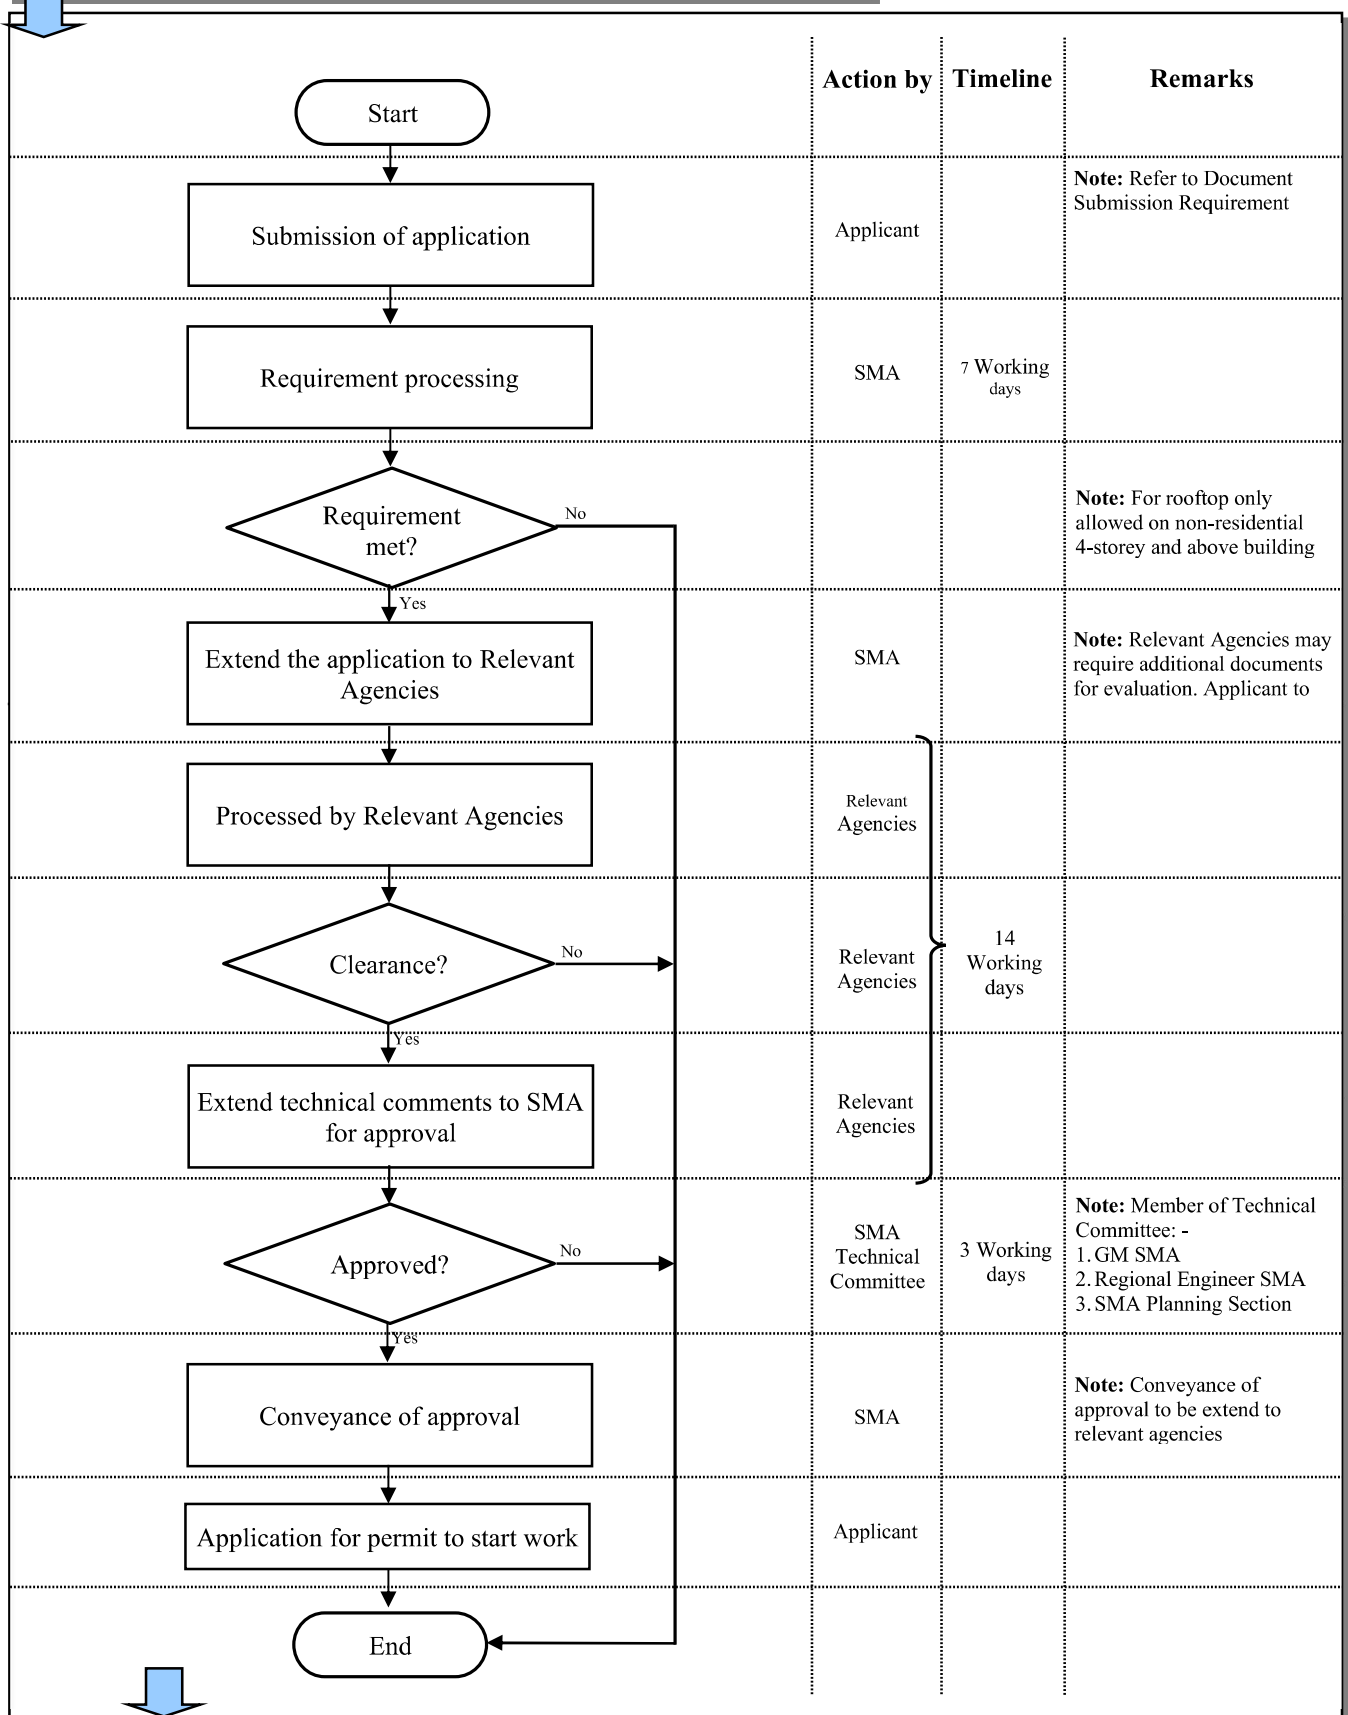 Action by
Timeline
Remarks
Start
Note: Refer to Document
Submission Requirement
Submission of application
Applicant
Requirement processing
SMA
7 Working
days
Requirement
met?
No
Note: For rooftop only
allowed on non-residential
4-storey and above building
Yes
Extend the application to Relevant
Agencies
SMA
Note: Relevant Agencies may
require additional documents
for evaluation. Applicant to
Processed by Relevant Agencies
Relevant
Agencies
Clearance?
No
Relevant
Agencies
14
Working
days
Yes
Extend technical comments to SMA
for approval
Relevant
Agencies
Approved?
No
SMA
Technical
Committee
3 Working
days
Note: Member of Technical
Committee: -
1. GM SMA
2. Regional Engineer SMA
3. SMA Planning Section
Yes
Conveyance of approval
SMA
Note: Conveyance of
approval to be extend to
relevant agencies
Application for permit to start work
Applicant
End